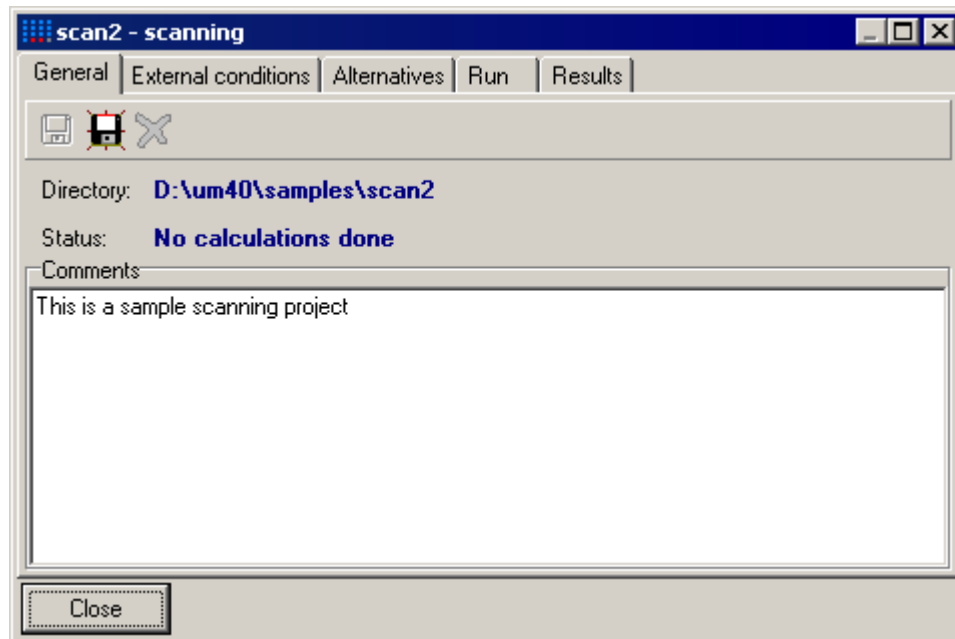 scan2 - scanning
General External conditions Alternatives Run Results
Directory: D:\um40\samples\scan2
Status: No calculations done
Comments
This is a sample scanning project
Close